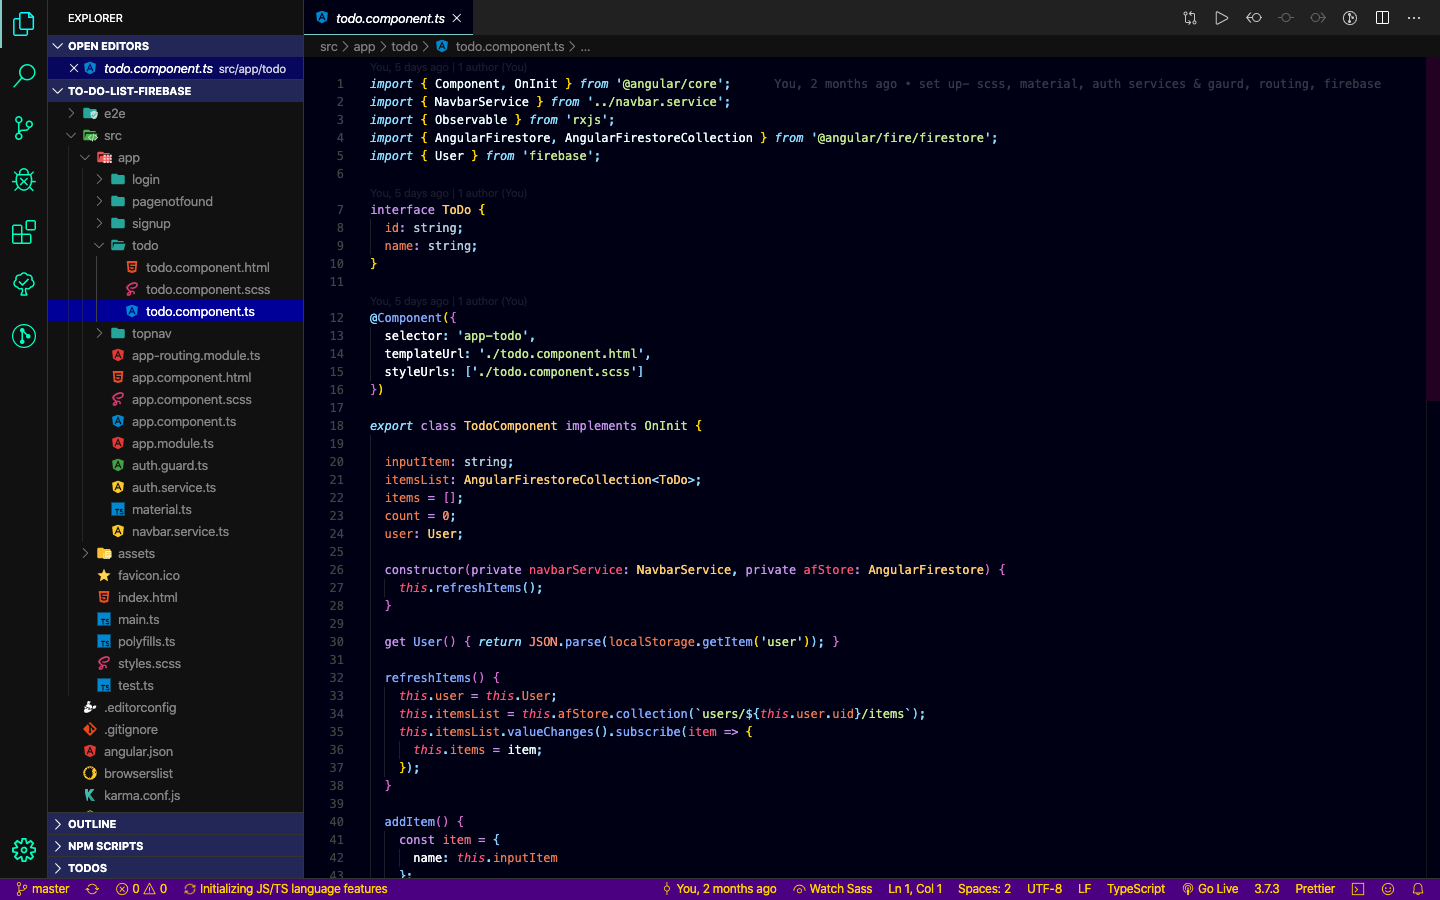 EXPLORER
OPEN EDITORS
todo.component.ts src/app/todo
TO-DO-LIST-FIREBASE
e2e
src
app
login
pagenotfound
signup
todo
todo.component.html
todo.component.scss
todo.component.ts
topnav
app-routing.module.ts
app.component.html
app.component.scss
app.component.ts
app.module.ts
auth.guard.ts
auth.service.ts
material.ts
navbar.service.ts
assets
favicon.ico
index.html
main.ts
polyfills.ts
styles.scss
test.ts
.editorconfig
.gitignore
angular.json
browserslist
karma.conf.js
OUTLINE
NPM SCRIPTS
TODOS
todo.component.ts
src > app > todo > todo.component.ts > ...
You, 5 days ago | 1 author (You)
1 import { Component, OnInit } from '@angular/core'; You, 2 months ago • set up- scss, material, auth services & gaurd, routing, firebase
2 import { NavbarService } from '../navbar.service';
3 import { Observable } from 'rxjs';
4 import { AngularFirestore, AngularFirestoreCollection } from '@angular/fire/firestore';
5 import { User } from 'firebase';
6
You, 5 days ago | 1 author (You)
7 interface ToDo {
8 id: string;
9 name: string;
10 }
11
You, 5 days ago | 1 author (You)
12 @Component({
13 selector: 'app-todo',
14 templateUrl: './todo.component.html',
15 styleUrls: ['./todo.component.scss']
16 })
17
18 export class TodoComponent implements OnInit {
19
20 inputItem: string;
21 itemsList: AngularFirestoreCollection<ToDo>;
22 items = [];
23 count = 0;
24 user: User;
25
26 constructor(private navbarService: NavbarService, private afStore: AngularFirestore) {
27 this.refreshItems();
28 }
29
30 get User() { return JSON.parse(localStorage.getItem('user')); }
31
32 refreshItems() {
33 this.user = this.User;
34 this.itemsList = this.afStore.collection(`users/${this.user.uid}/items`);
35 this.itemsList.valueChanges().subscribe(item => {
36 this.items = item;
37 });
38 }
39
40 addItem() {
41 const item = {
42 name: this.inputItem
43 };
master 0 0 Initializing JS/TS language features You, 2 months ago Watch Sass Ln 1, Col 1 Spaces: 2 UTF-8 LF TypeScript Go Live 3.7.3 Prettier